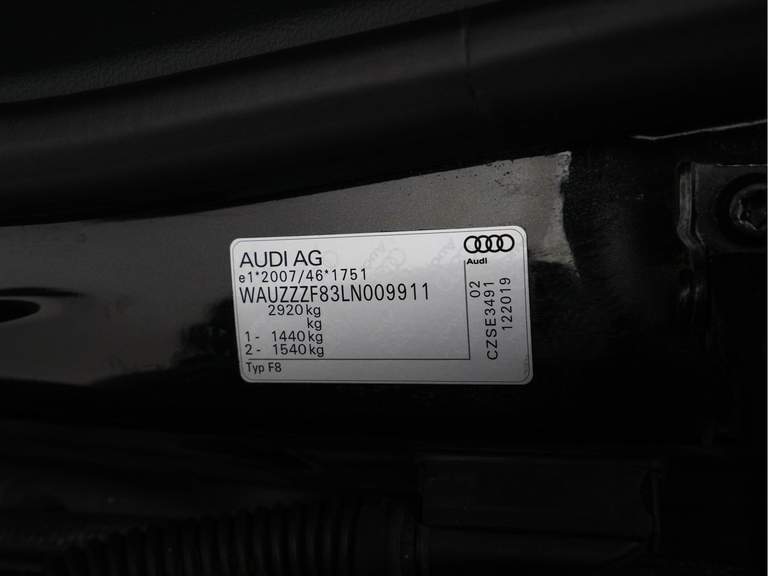 AUDI AG
e1*2007/46*1751
WAUZZZF83LN009911
2920 kg
kg
1 - 1440 kg
2 - 1540 kg
Typ F8
Audi
02
CZSE3491
122019